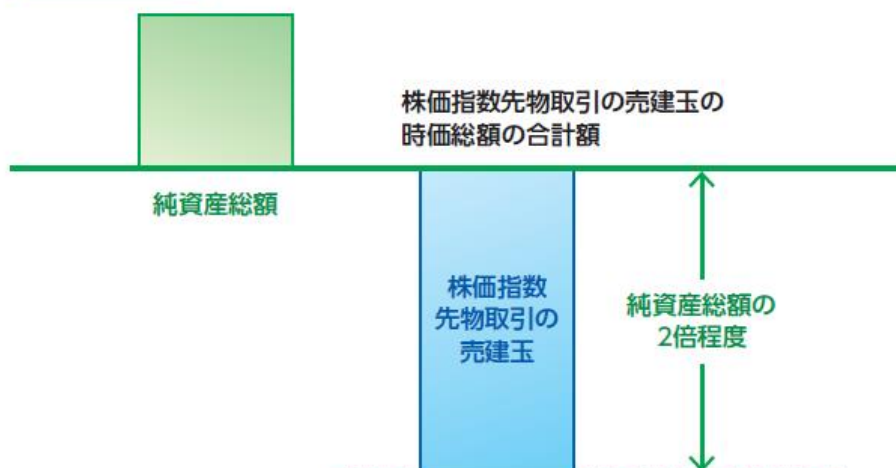 株価指数先物取引の売建玉の
時価総額の合計額
純資産総額
株価指数
先物取引の
売建玉
純資産総額の
2倍程度